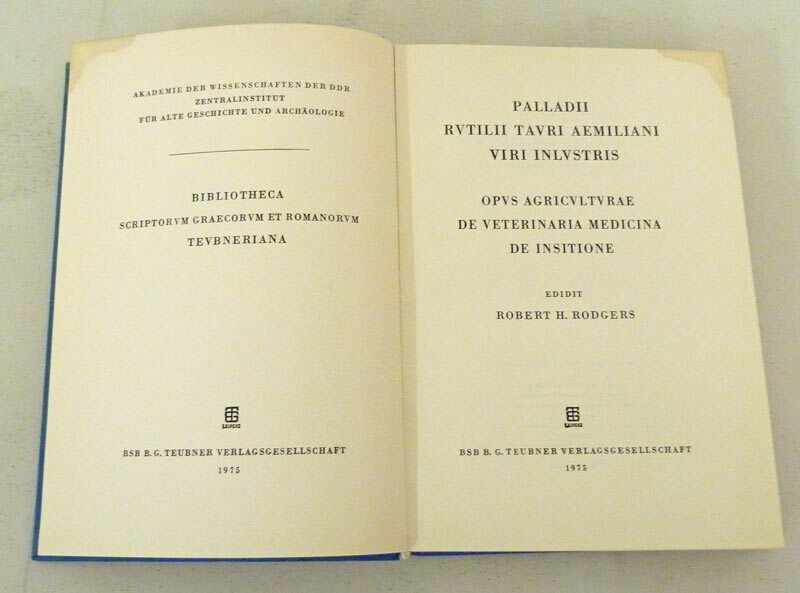 AKADEMIE DER WISSENSCHAFTEN DER DDR
ZENTRALINSTITUT
FÜR ALTE GESCHICHTE UND ARCHÄOLOGIE
BIBLIOTHECA
SCRIPTORVM GRAECORVM ET ROMANORVM
TEVBNERIANA
LEIPZIG
BSB B. G. TEUBNER VERLAGSGESELLSCHAFT
1975
PALLADII
RVTILII TAVRI AEMILIANI
VIRI INLVSTRIS
OPVS AGRICVLTVRAE
DE VETERINARIA MEDICINA
DE INSITIONE
EDIDIT
ROBERT H. RODGERS
LEIPZIG
BSB B. G. TEUBNER VERLAGSGESELLSCHAFT
1975